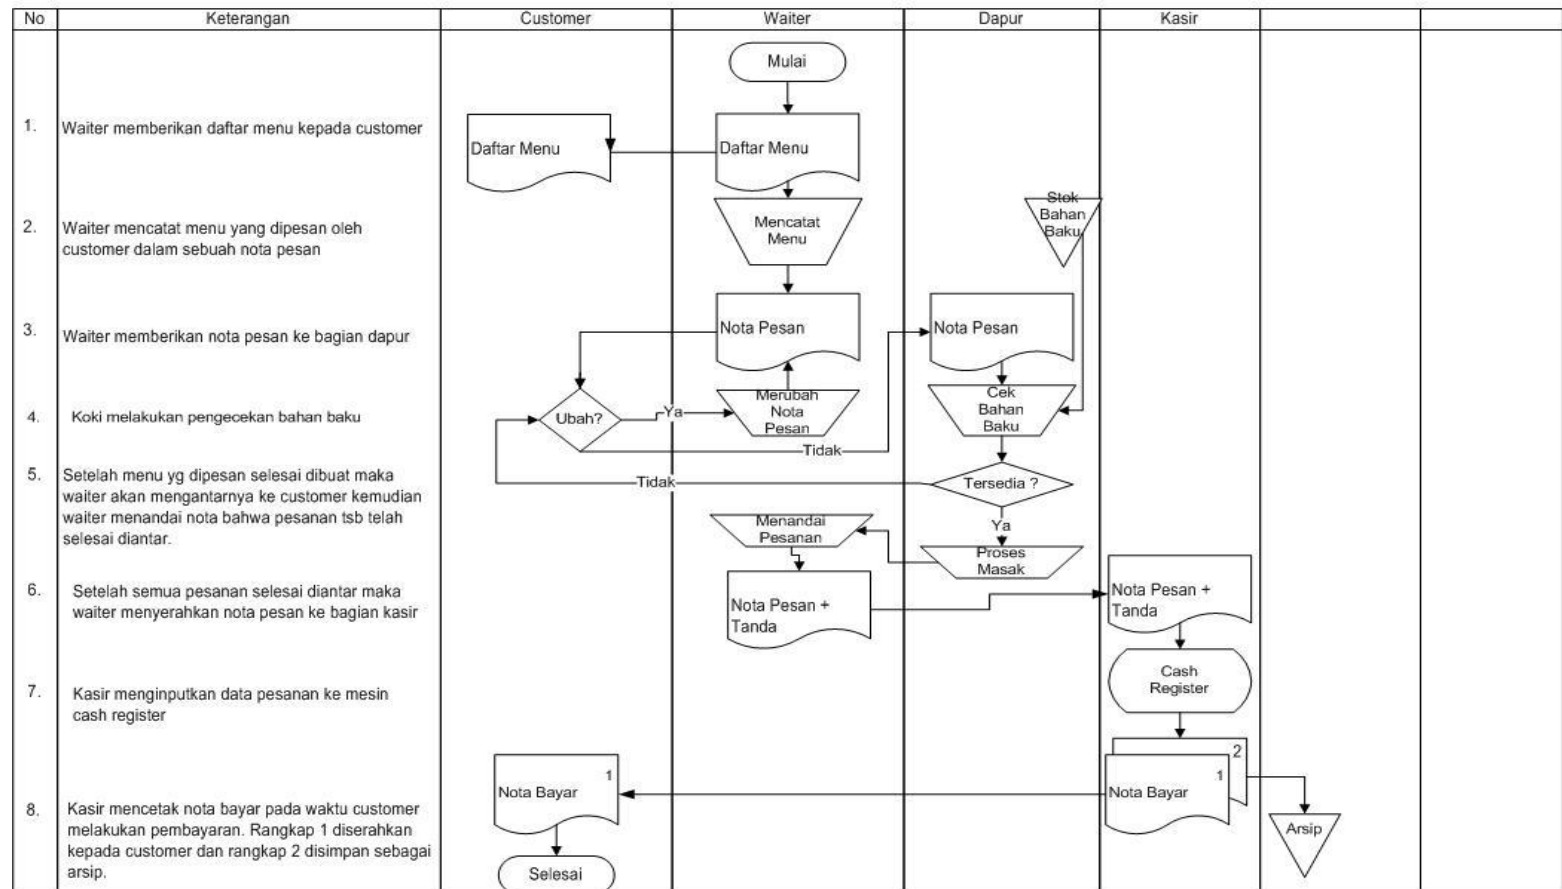 No
Keterangan
Customer
Waiter
Dapur
Kasir
Mulai
1.
Waiter memberikan daftar menu kepada customer
Daftar Menu
Daftar Menu
2.
Waiter mencatat menu yang dipesan oleh
customer dalam sebuah nota pesan
Mencatat
Menu
Stok
Bahan
Baku
3.
Waiter memberikan nota pesan ke bagian dapur
Nota Pesan
Nota Pesan
4.
Koki melakukan pengecekan bahan baku
Ubah?
Ya
Merubah
Nota
Pesan
Cek
Bahan
Baku
Tidak
5.
Setelah menu yg dipesan selesai dibuat maka
waiter akan mengantarnya ke customer kemudian
waiter menandai nota bahwa pesanan tsb telah
selesai diantar.
Tidak
Tersedia ?
Ya
Menandai
Pesanan
Proses
Masak
6.
Setelah semua pesanan selesai diantar maka
waiter menyerahkan nota pesan ke bagian kasir
Nota Pesan +
Tanda
Nota Pesan +
Tanda
7.
Kasir menginputkan data pesanan ke mesin
cash register
Cash
Register
8.
Kasir mencetak nota bayar pada waktu customer
melakukan pembayaran. Rangkap 1 diserahkan
kepada customer dan rangkap 2 disimpan sebagai
arsip.
1
Nota Bayar
2
1
Nota Bayar
Arsip
Selesai